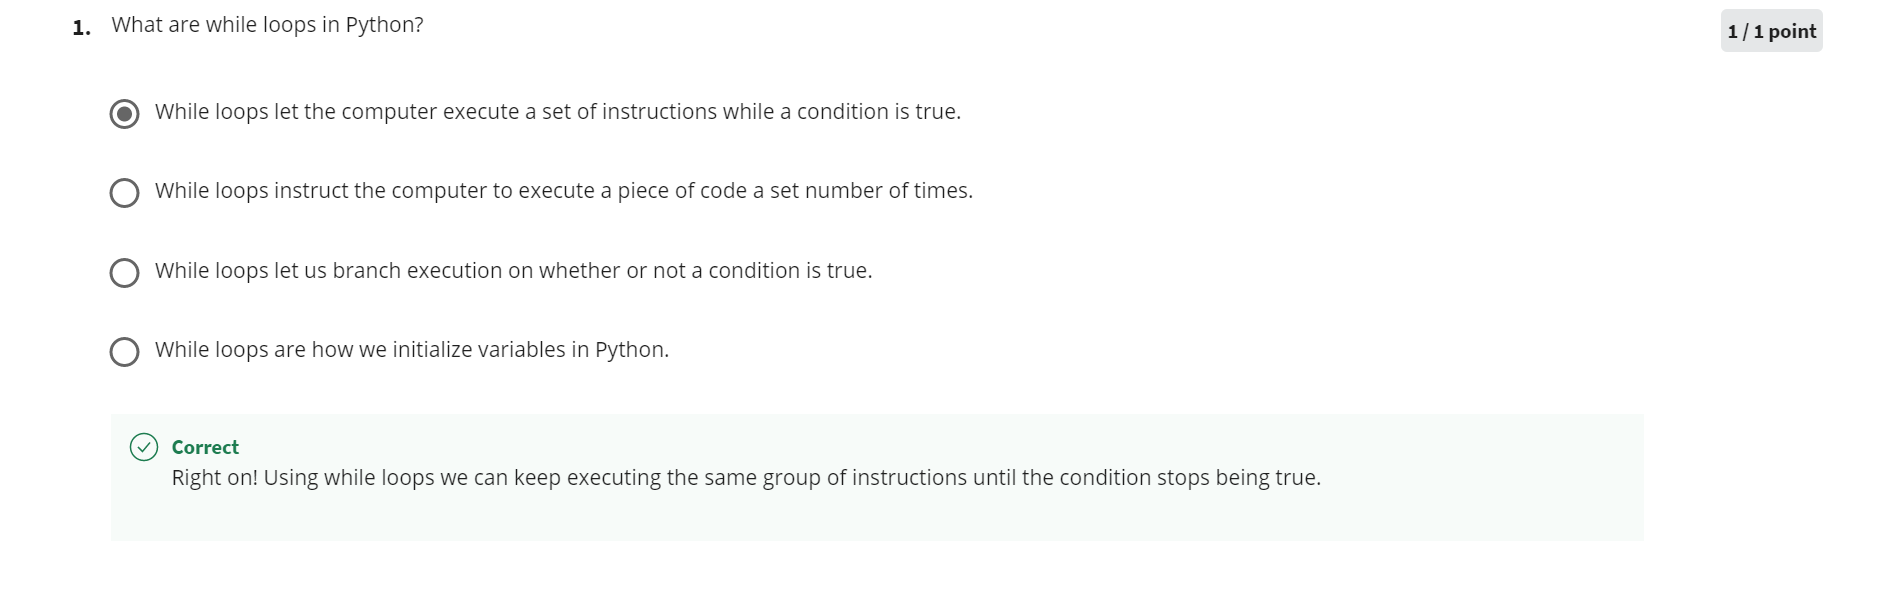 1. What are while loops in Python?
1 / 1 point
While loops let the computer execute a set of instructions while a condition is true.
While loops instruct the computer to execute a piece of code a set number of times.
While loops let us branch execution on whether or not a condition is true.
While loops are how we initialize variables in Python.
Correct
Right on! Using while loops we can keep executing the same group of instructions until the condition stops being true.